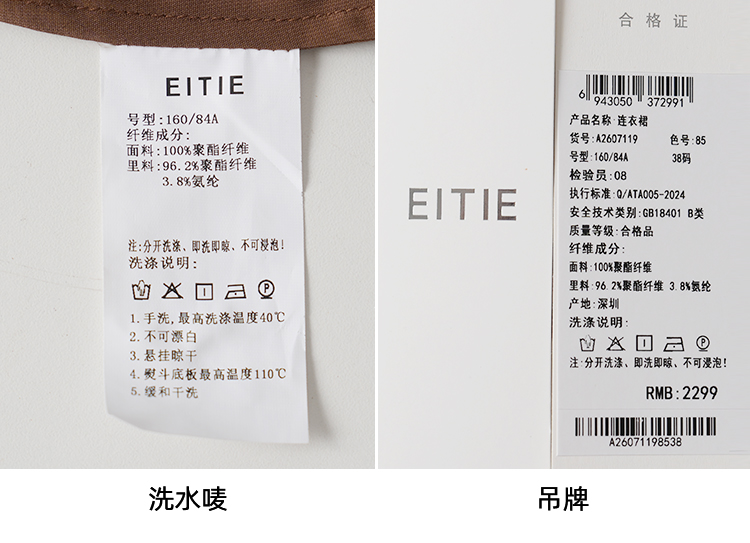 EITIE
号型:160/84A
纤维成分:
面料:100%聚酯纤维
里料:96.2%聚酯纤维
3.8%氨纶
注:分开洗涤、即洗即晾、不可浸泡!
洗涤说明:
P
1.手洗,最高洗涤温度40℃
2.不可漂白
3.悬挂晾干
4.熨斗底板最高温度110℃
5.缓和干洗
洗水唛
EITIE
合格证
6 943050 372991
产品名称:连衣裙
货号:A2607119 色号:85
号型:160/84A 38码
检验员:08
执行标准:Q/ATA005-2024
安全技术类别:GB18401 B类
质量等级:合格品
纤维成分:
面料:100%聚酯纤维
里料:96.2%聚酯纤维 3.8%氨纶
产地:深圳
洗涤说明:
P
注:分开洗涤、即洗即晾、不可浸泡!
RMB:2299
A26071198538
吊牌